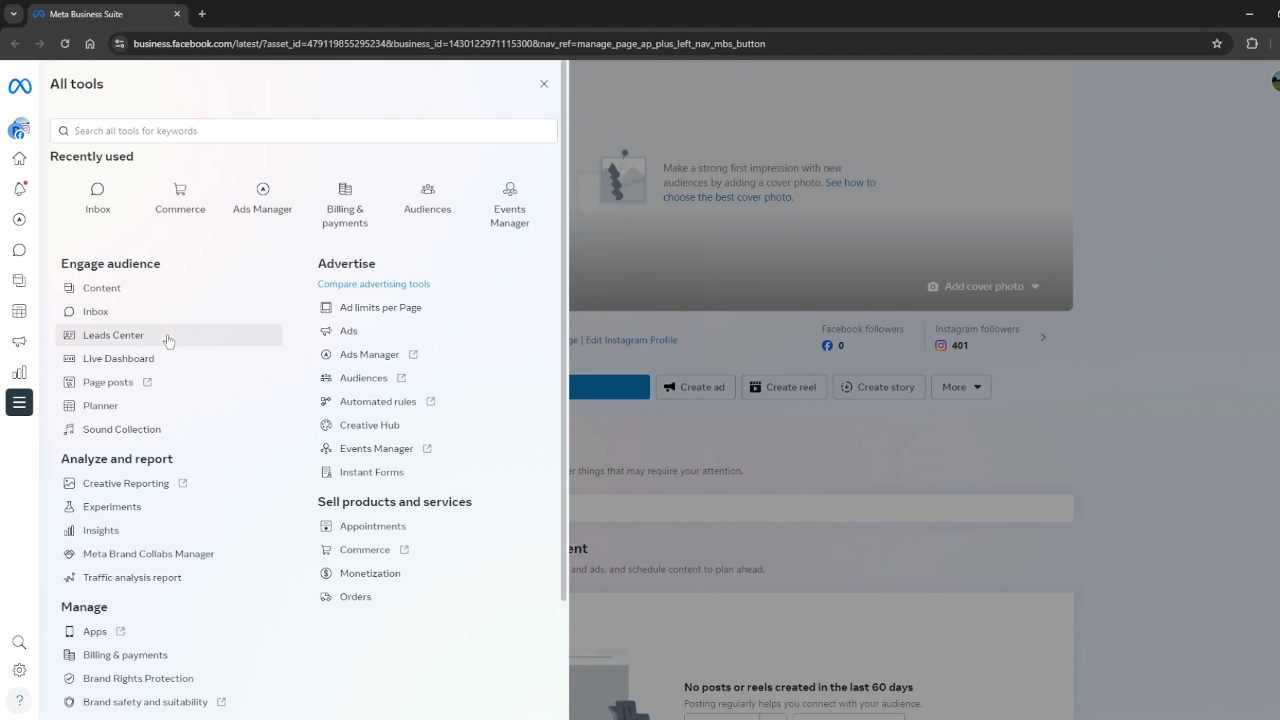 Meta Business Suite
business.facebook.com/latest/?asset_id=479119855295234&business_id=1430122971115300&nav_ref=manage_page_ap_plus_left_nav_mbs_button
All tools
Search all tools for keywords
Recently used
Inbox
Commerce
Ads Manager
Billing &
payments
Audiences
Events
Manager
Engage audience
Content
Inbox
Leads Center
Live Dashboard
Page posts
Planner
Sound Collection
Analyze and report
Creative Reporting
Experiments
Insights
Meta Brand Collabs Manager
Traffic analysis report
Manage
Apps
Billing & payments
Brand Rights Protection
Brand safety and suitability
Advertise
Compare advertising tools
Ad limits per Page
Ads
Ads Manager
Audiences
Automated rules
Creative Hub
Events Manager
Instant Forms
Sell products and services
Appointments
Commerce
Monetization
Orders
Make a strong first impression with new
audiences by adding a cover photo. See how to
choose the best cover photo.
Add cover photo
ge | Edit Instagram Profile
Facebook followers
0
Instagram followers
401
Create ad
Create reel
Create story
More
er things that may require your attention.
ent
and ads, and schedule content to plan ahead.
No posts or reels created in the last 60 days
Posting regularly helps you connect with your audience.